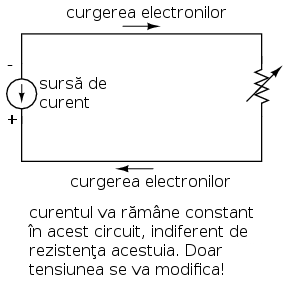 curgerea electronilor
-
sursă de
curent
+
curgerea electronilor
curentul va rămâne constant
în acest circuit, indiferent de
rezistenţa acestuia. Doar
tensiunea se va modifica!